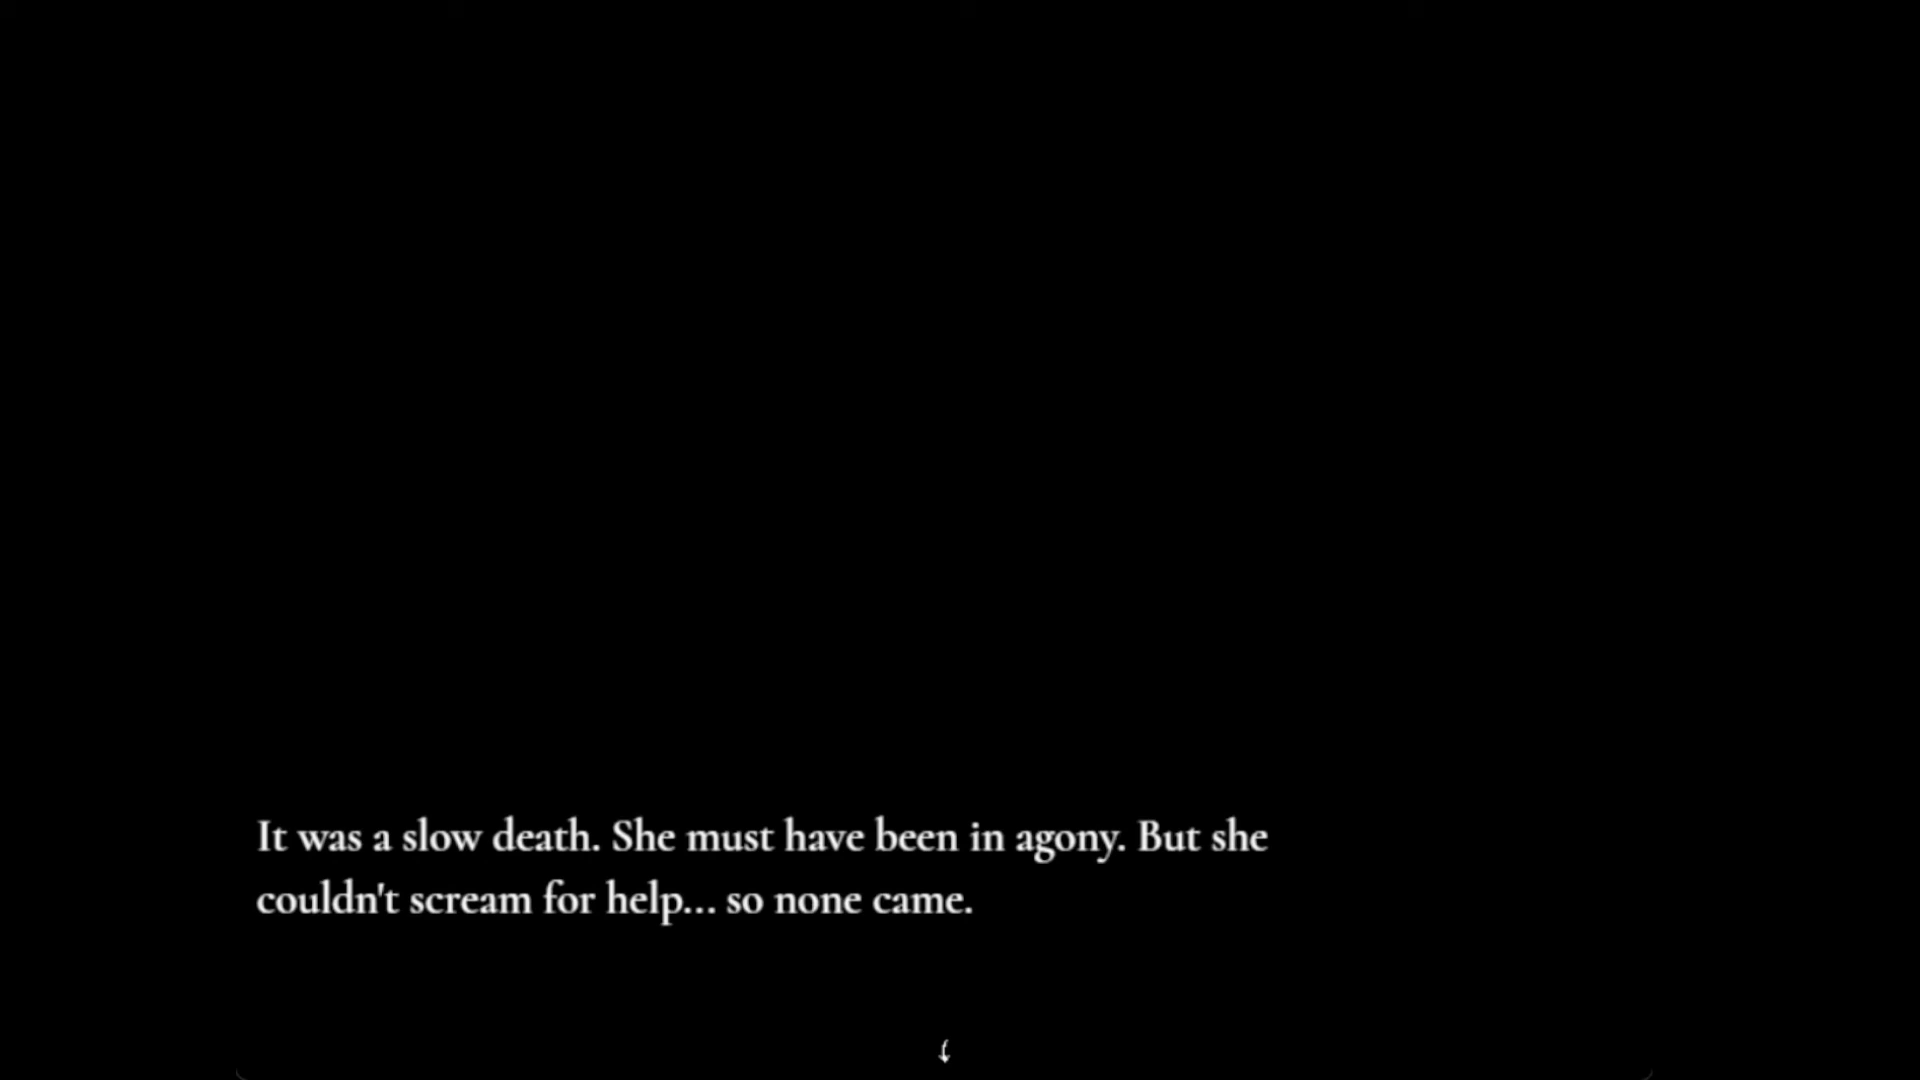 It was a slow death. She must have been in agony. But she
couldn't scream for help... so none came.